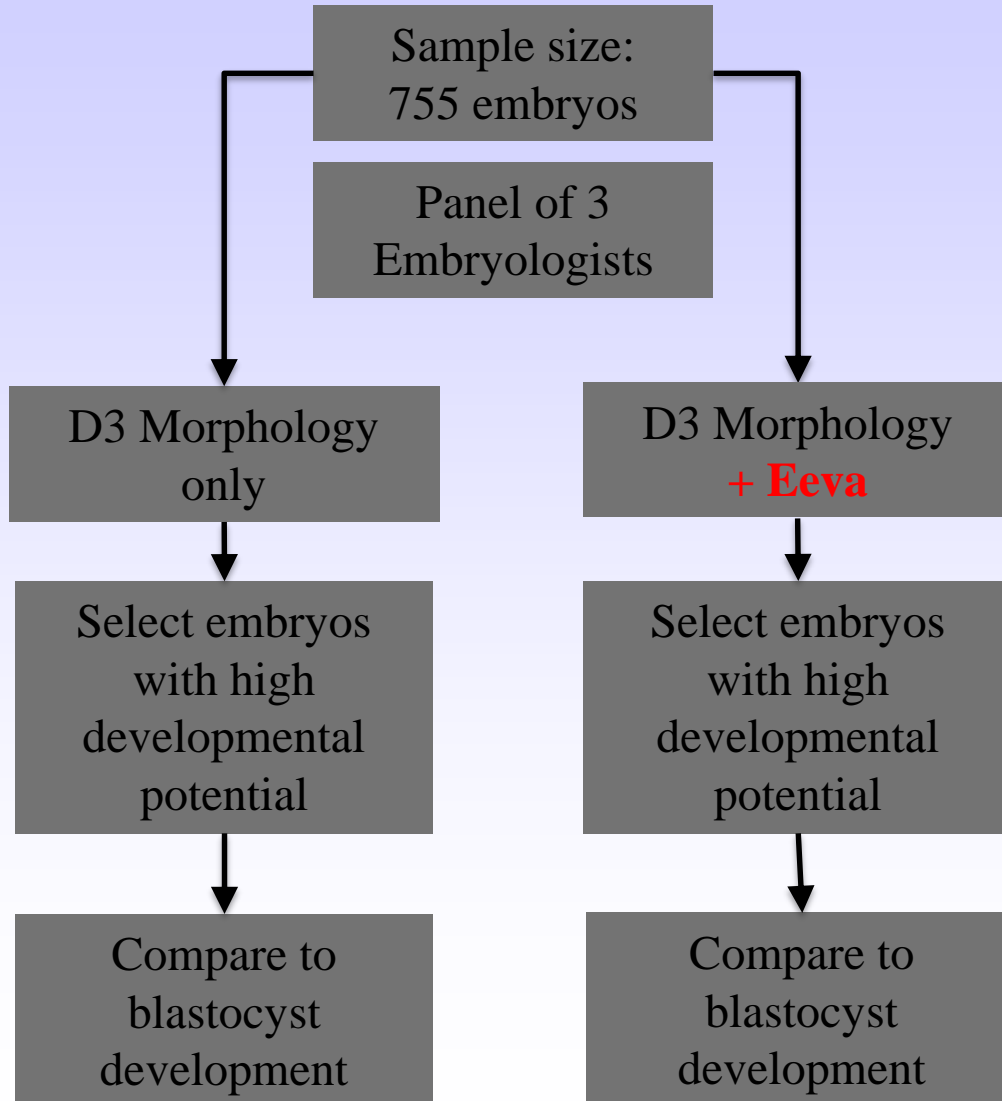 Sample size:
755 embryos
Panel of 3
Embryologists
D3 Morphology
only
Select embryos
with high
developmental
potential
Compare to
blastocyst
development
D3 Morphology
+ Eeva
Select embryos
with high
developmental
potential
Compare to
blastocyst
development